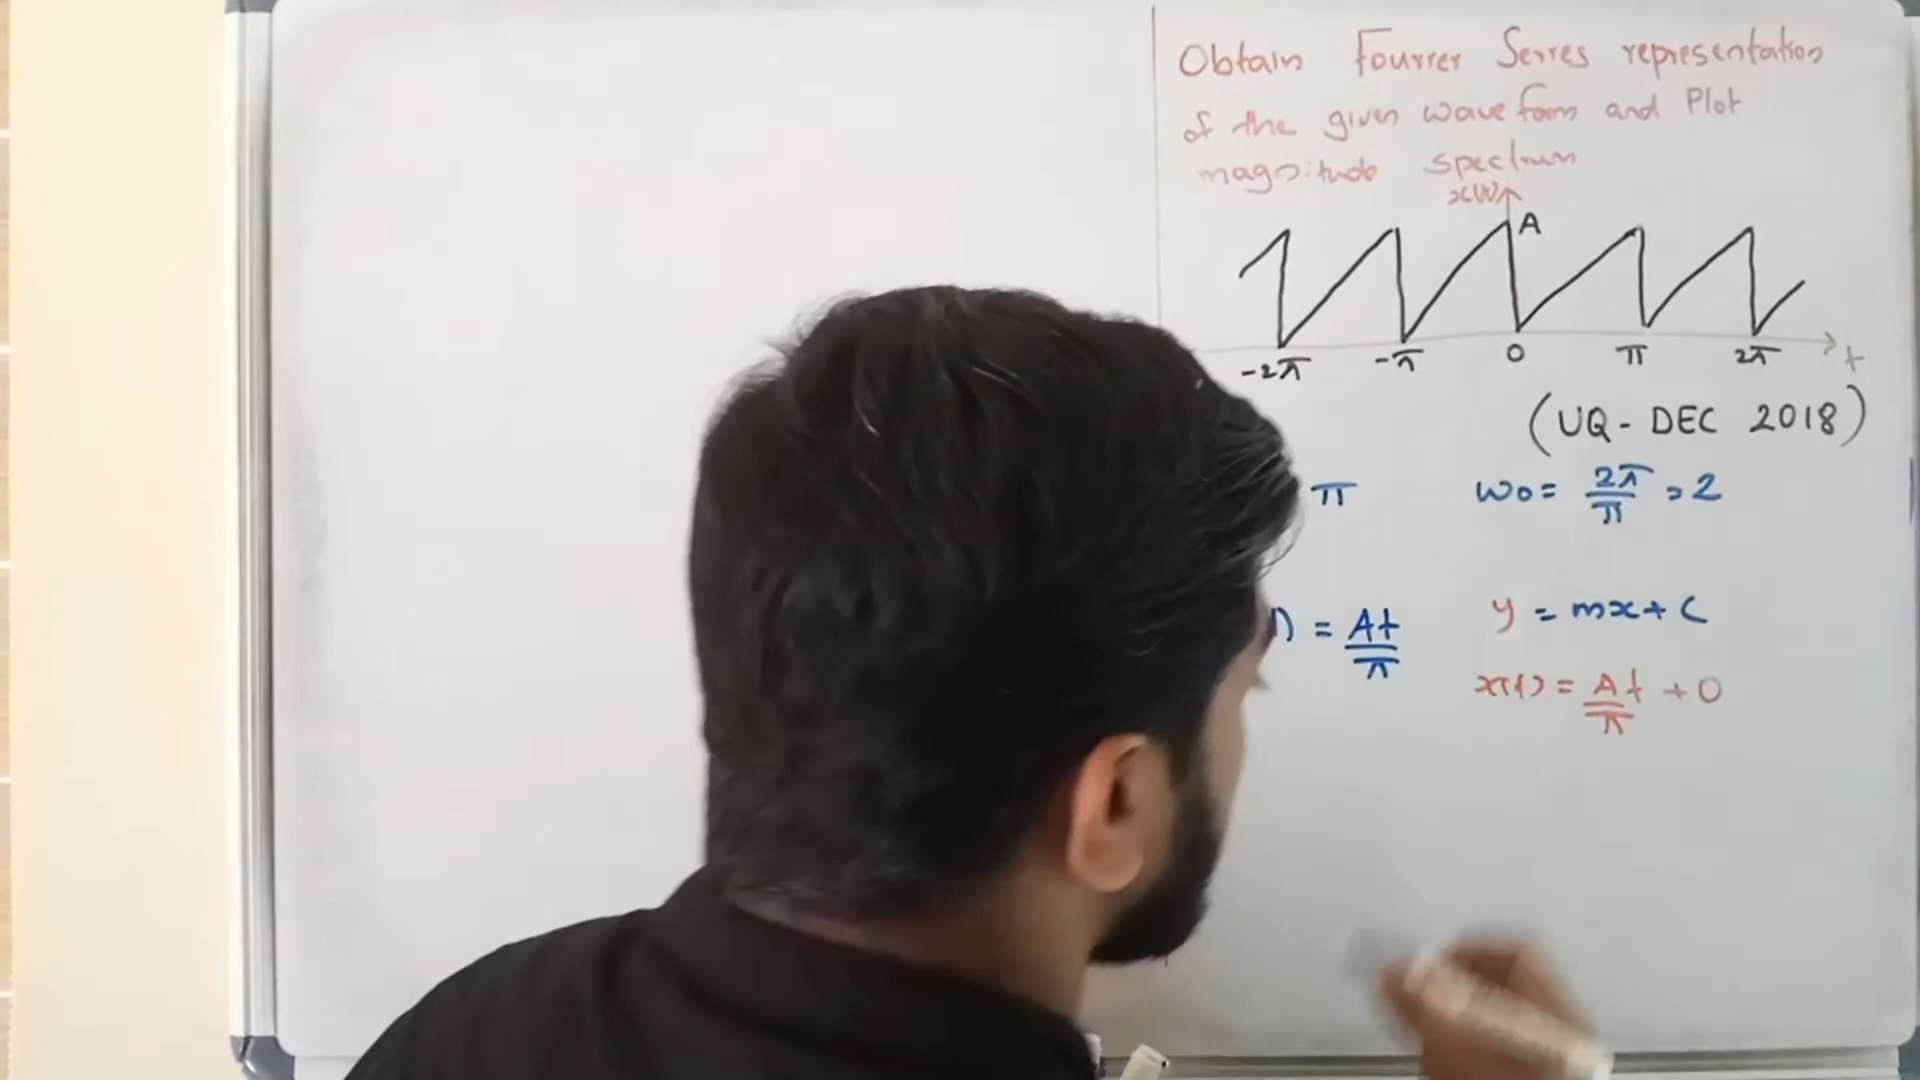 Obtain Fourier Series representation
of the given wave form and Plot
magnitude spectrum
x(t)
A
-2π -π 0 π 2π t
(UQ- DEC 2018)
π ω0 = 2π/π = 2
) = At/π y = mx + c
x(t) = At/π + 0